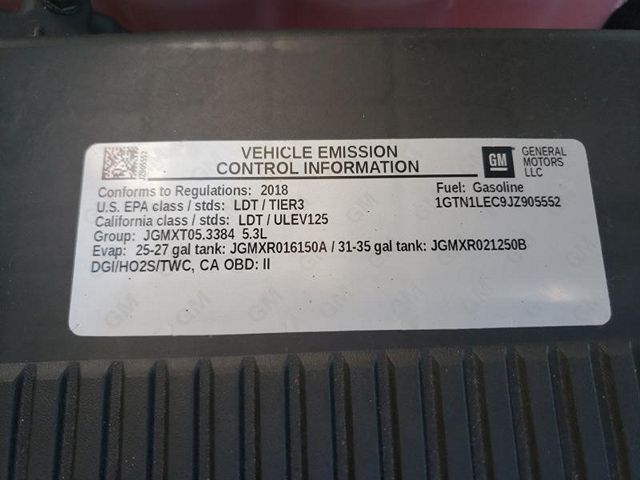 VEHICLE EMISSION
CONTROL INFORMATION
GM
GENERAL
MOTORS
LLC
Conforms to Regulations: 2018
Fuel: Gasoline
U.S. EPA class / stds: LDT / TIER3
1GTN1LEC9JZ905552
California class / stds: LDT / ULEV125
Group: JGMXT05.3384 5.3L
Evap: 25-27 gal tank: JGMXR016150A / 31-35 gal tank: JGMXR021250B
DGI/HO2S/TWC, CA OBD: II